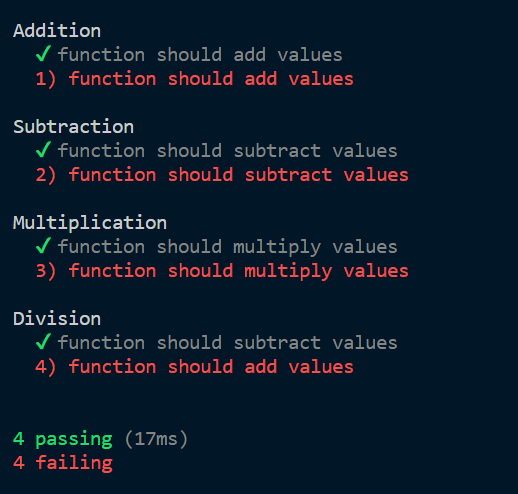 Addition
✓ function should add values
1) function should add values
Subtraction
✓ function should subtract values
2) function should subtract values
Multiplication
✓ function should multiply values
3) function should multiply values
Division
✓ function should subtract values
4) function should add values
4 passing (17ms)
4 failing